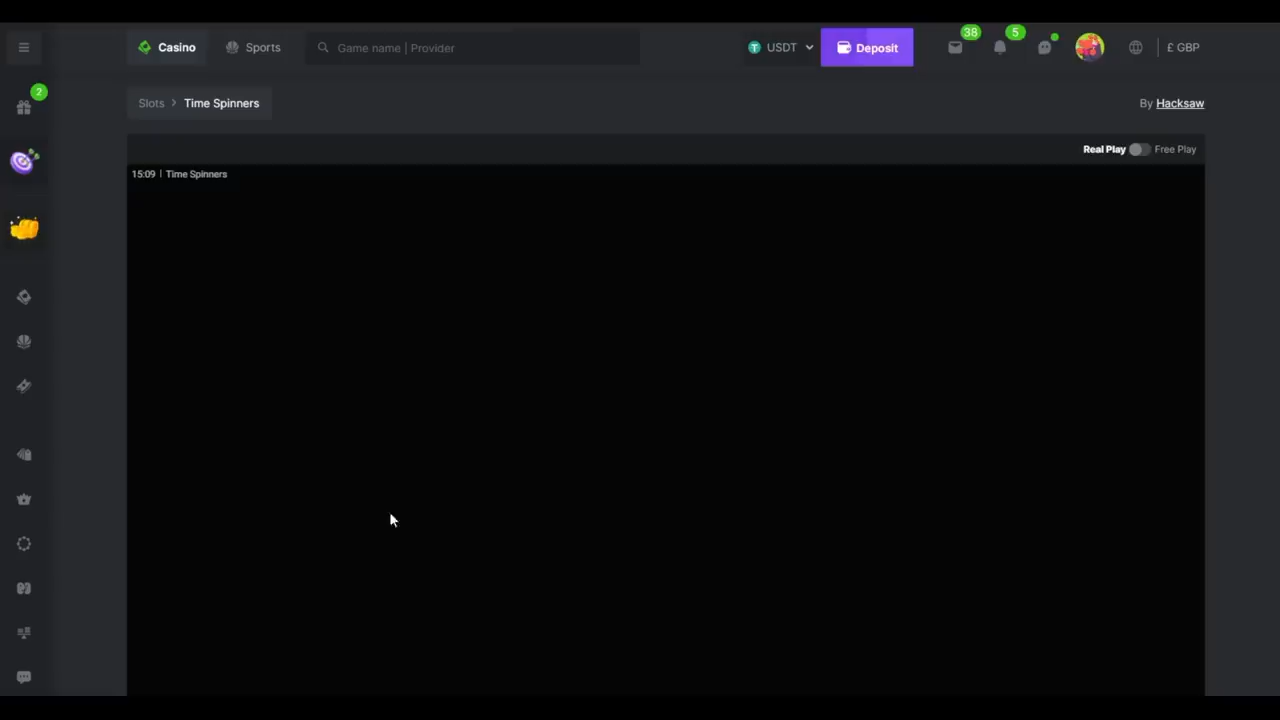 Casino
Sports
Game name | Provider
USDT
Deposit
38
5
£ GBP
2
Slots > Time Spinners
By Hacksaw
Real Play
Free Play
15:09 | Time Spinners